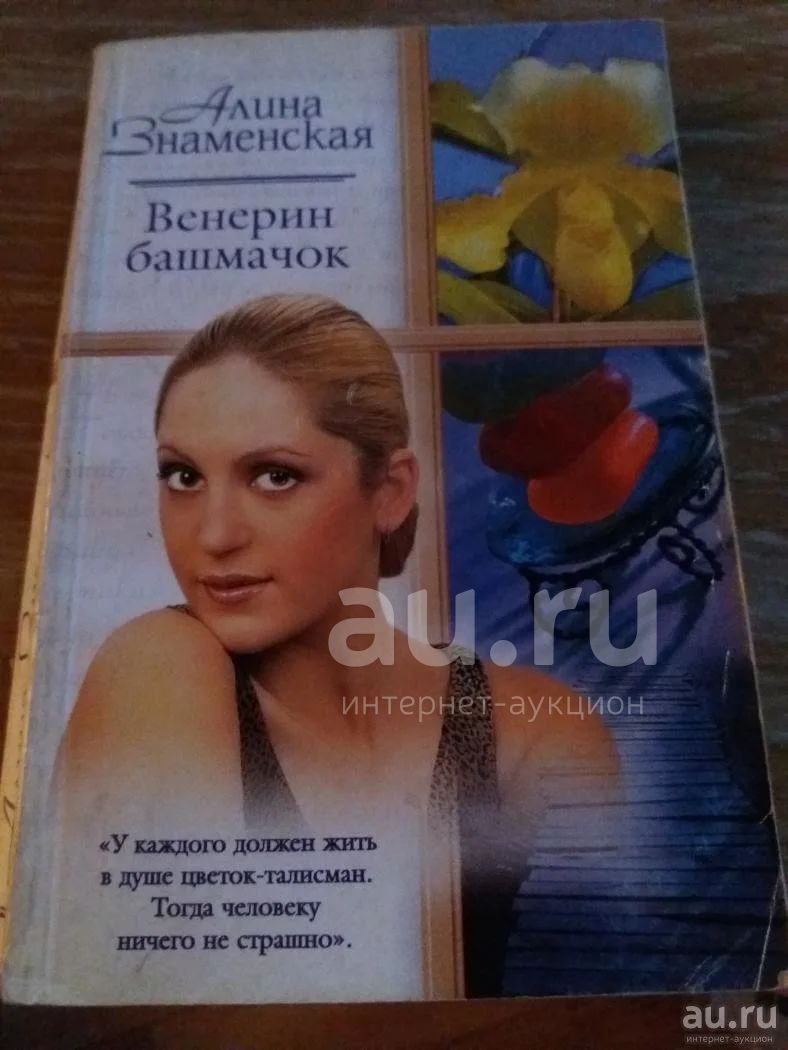 Алина
Знаменская
Венерин
башмачок
au.ru
интернет-аукцион
«У каждого должен жить
в душе цветок-талисман.
Тогда человеку
ничего не страшно».
au.ru
интернет-аукцион